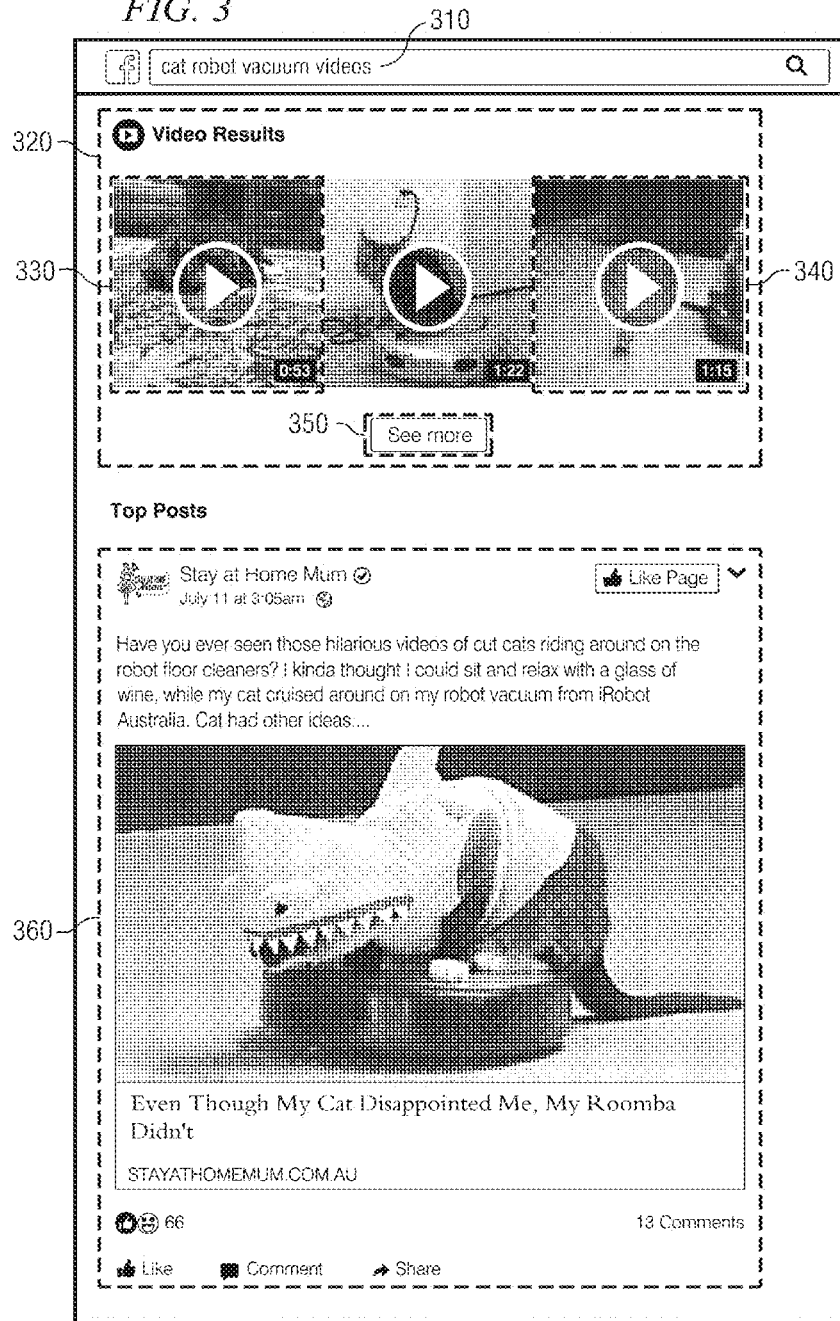 FIG. 3
310
cat robot vacuum videos
320
Video Results
330
340
0:53
1:22
1:15
350
See more
Top Posts
Stay at Home Mum
Like Page
July 11 at 3:05am
Have you ever seen those hilarious videos of cut cats riding around on the
robot floor cleaners? I kinda thought I could sit and relax with a glass of
wine, while my cat cruised around on my robot vacuum from iRobot
Australia. Cat had other ideas....
360
Even Though My Cat Disappointed Me, My Roomba
Didn't
STAYATHOMEMUM.COM.AU
66
13 Comments
Like Comment Share